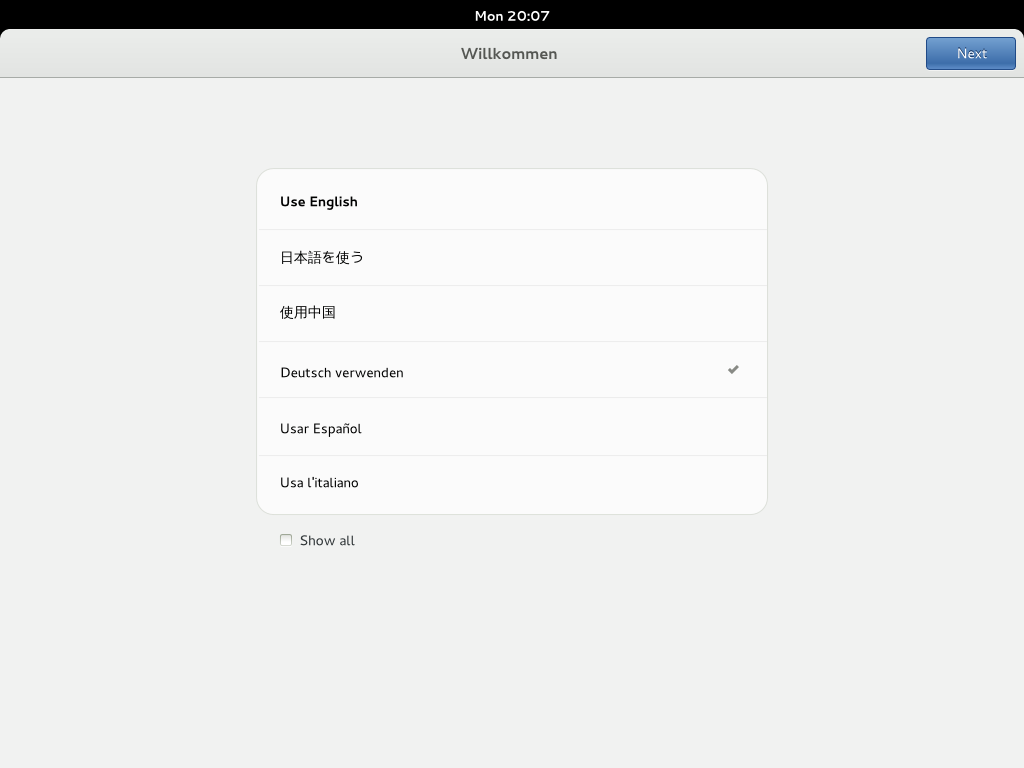 Mon 20:07
Willkommen
Next
Use English
日本語を使う
使用中国
Deutsch verwenden
Usar Español
Usa l'italiano
Show all